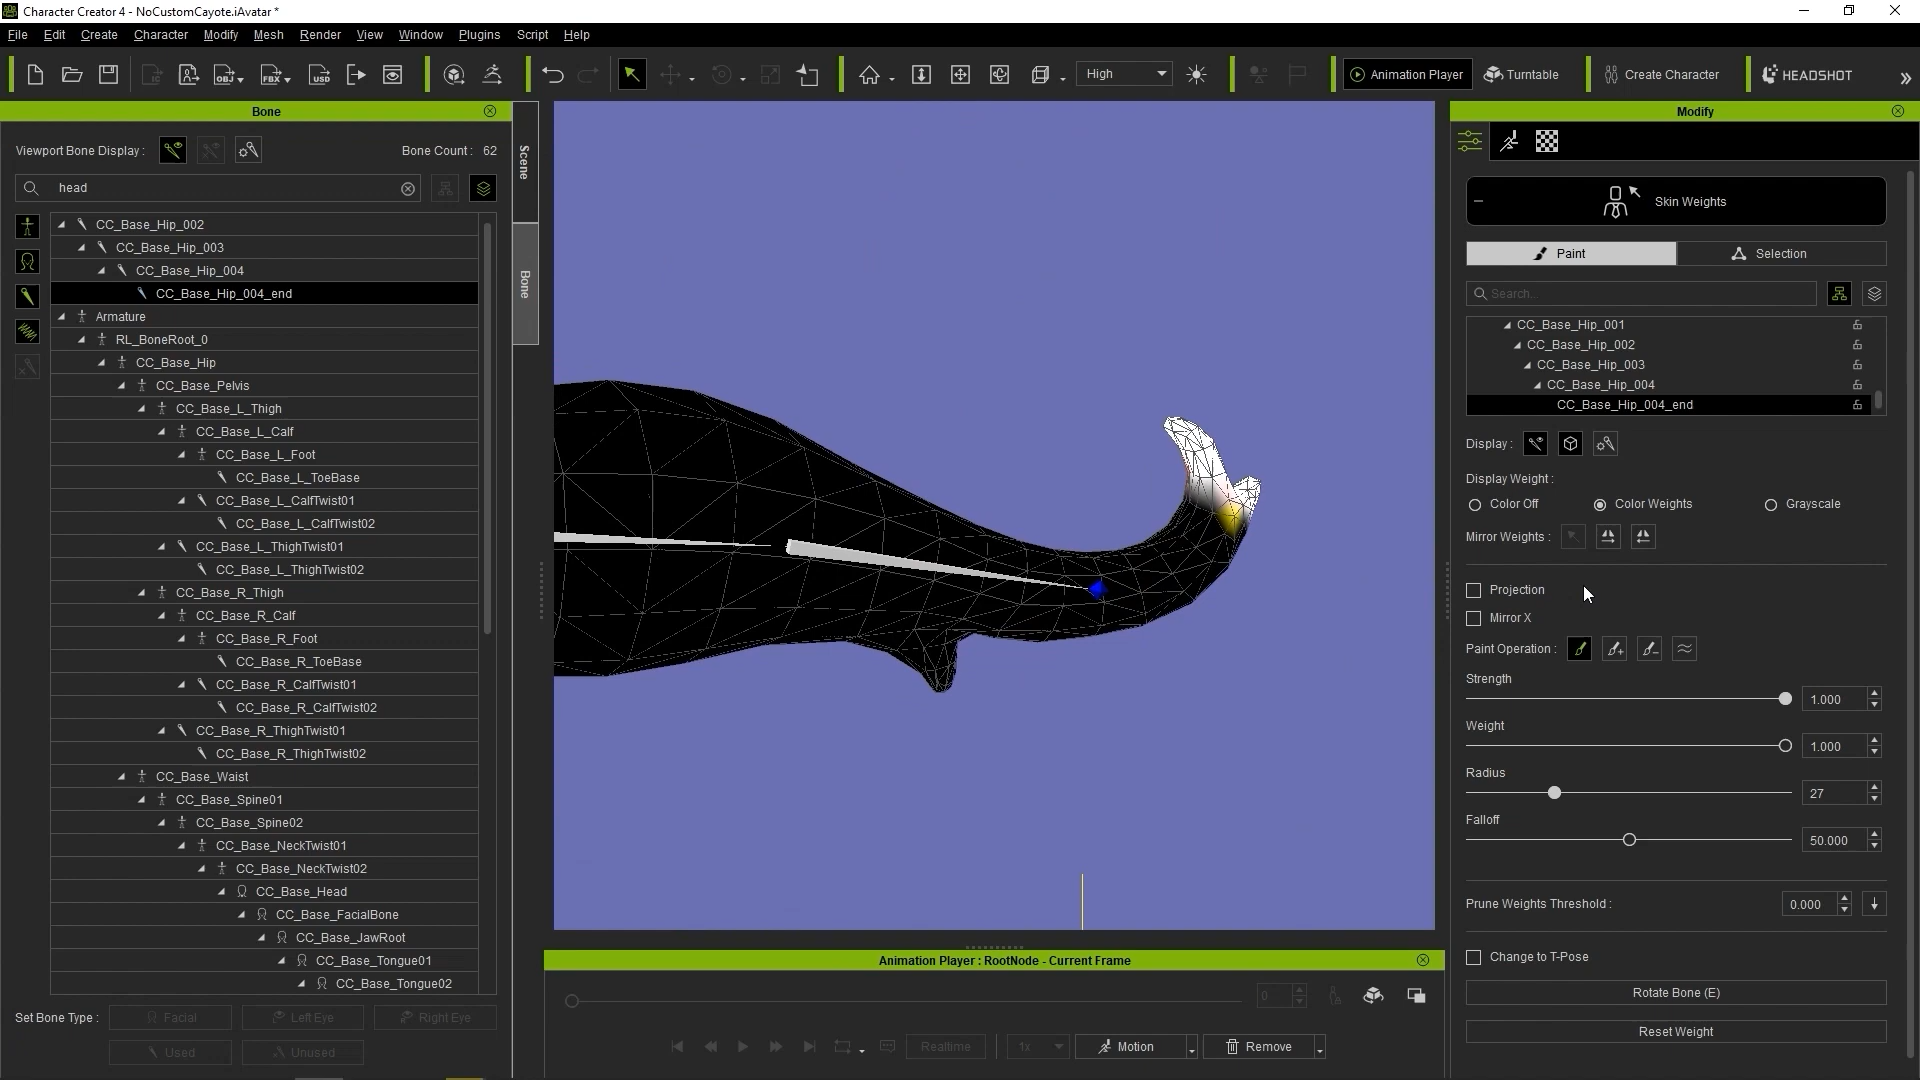 Character Creator 4 - NoCustomCayote.iAvatar *
File Edit Create Character Modify Mesh Render View Window Plugins Script Help
OBJ FBX USD High Animation Player Turntable Create Character HEADSHOT
Bone
Viewport Bone Display : Bone Count : 62
head
CC_Base_Hip_002
CC_Base_Hip_003
CC_Base_Hip_004
CC_Base_Hip_004_end
Armature
RL_BoneRoot_0
CC_Base_Hip
CC_Base_Pelvis
CC_Base_L_Thigh
CC_Base_L_Calf
CC_Base_L_Foot
CC_Base_L_ToeBase
CC_Base_L_CalfTwist01
CC_Base_L_CalfTwist02
CC_Base_L_ThighTwist01
CC_Base_L_ThighTwist02
CC_Base_R_Thigh
CC_Base_R_Calf
CC_Base_R_Foot
CC_Base_R_ToeBase
CC_Base_R_CalfTwist01
CC_Base_R_CalfTwist02
CC_Base_R_ThighTwist01
CC_Base_R_ThighTwist02
CC_Base_Waist
CC_Base_Spine01
CC_Base_Spine02
CC_Base_NeckTwist01
CC_Base_NeckTwist02
CC_Base_Head
CC_Base_FacialBone
CC_Base_JawRoot
CC_Base_Tongue01
CC_Base_Tongue02
Set Bone Type : Facial Left Eye Right Eye
Used Unused
Scene
Bone
Animation Player : RootNode - Current Frame
0
Realtime 1x Motion Remove
Modify
Skin Weights
Paint Selection
Search...
CC_Base_Hip_001
CC_Base_Hip_002
CC_Base_Hip_003
CC_Base_Hip_004
CC_Base_Hip_004_end
Display :
Display Weight :
Color Off Color Weights Grayscale
Mirror Weights :
Projection
Mirror X
Paint Operation :
Strength
1.000
Weight
1.000
Radius
27
Falloff
50.000
Prune Weights Threshold : 0.000
Change to T-Pose
Rotate Bone (E)
Reset Weight